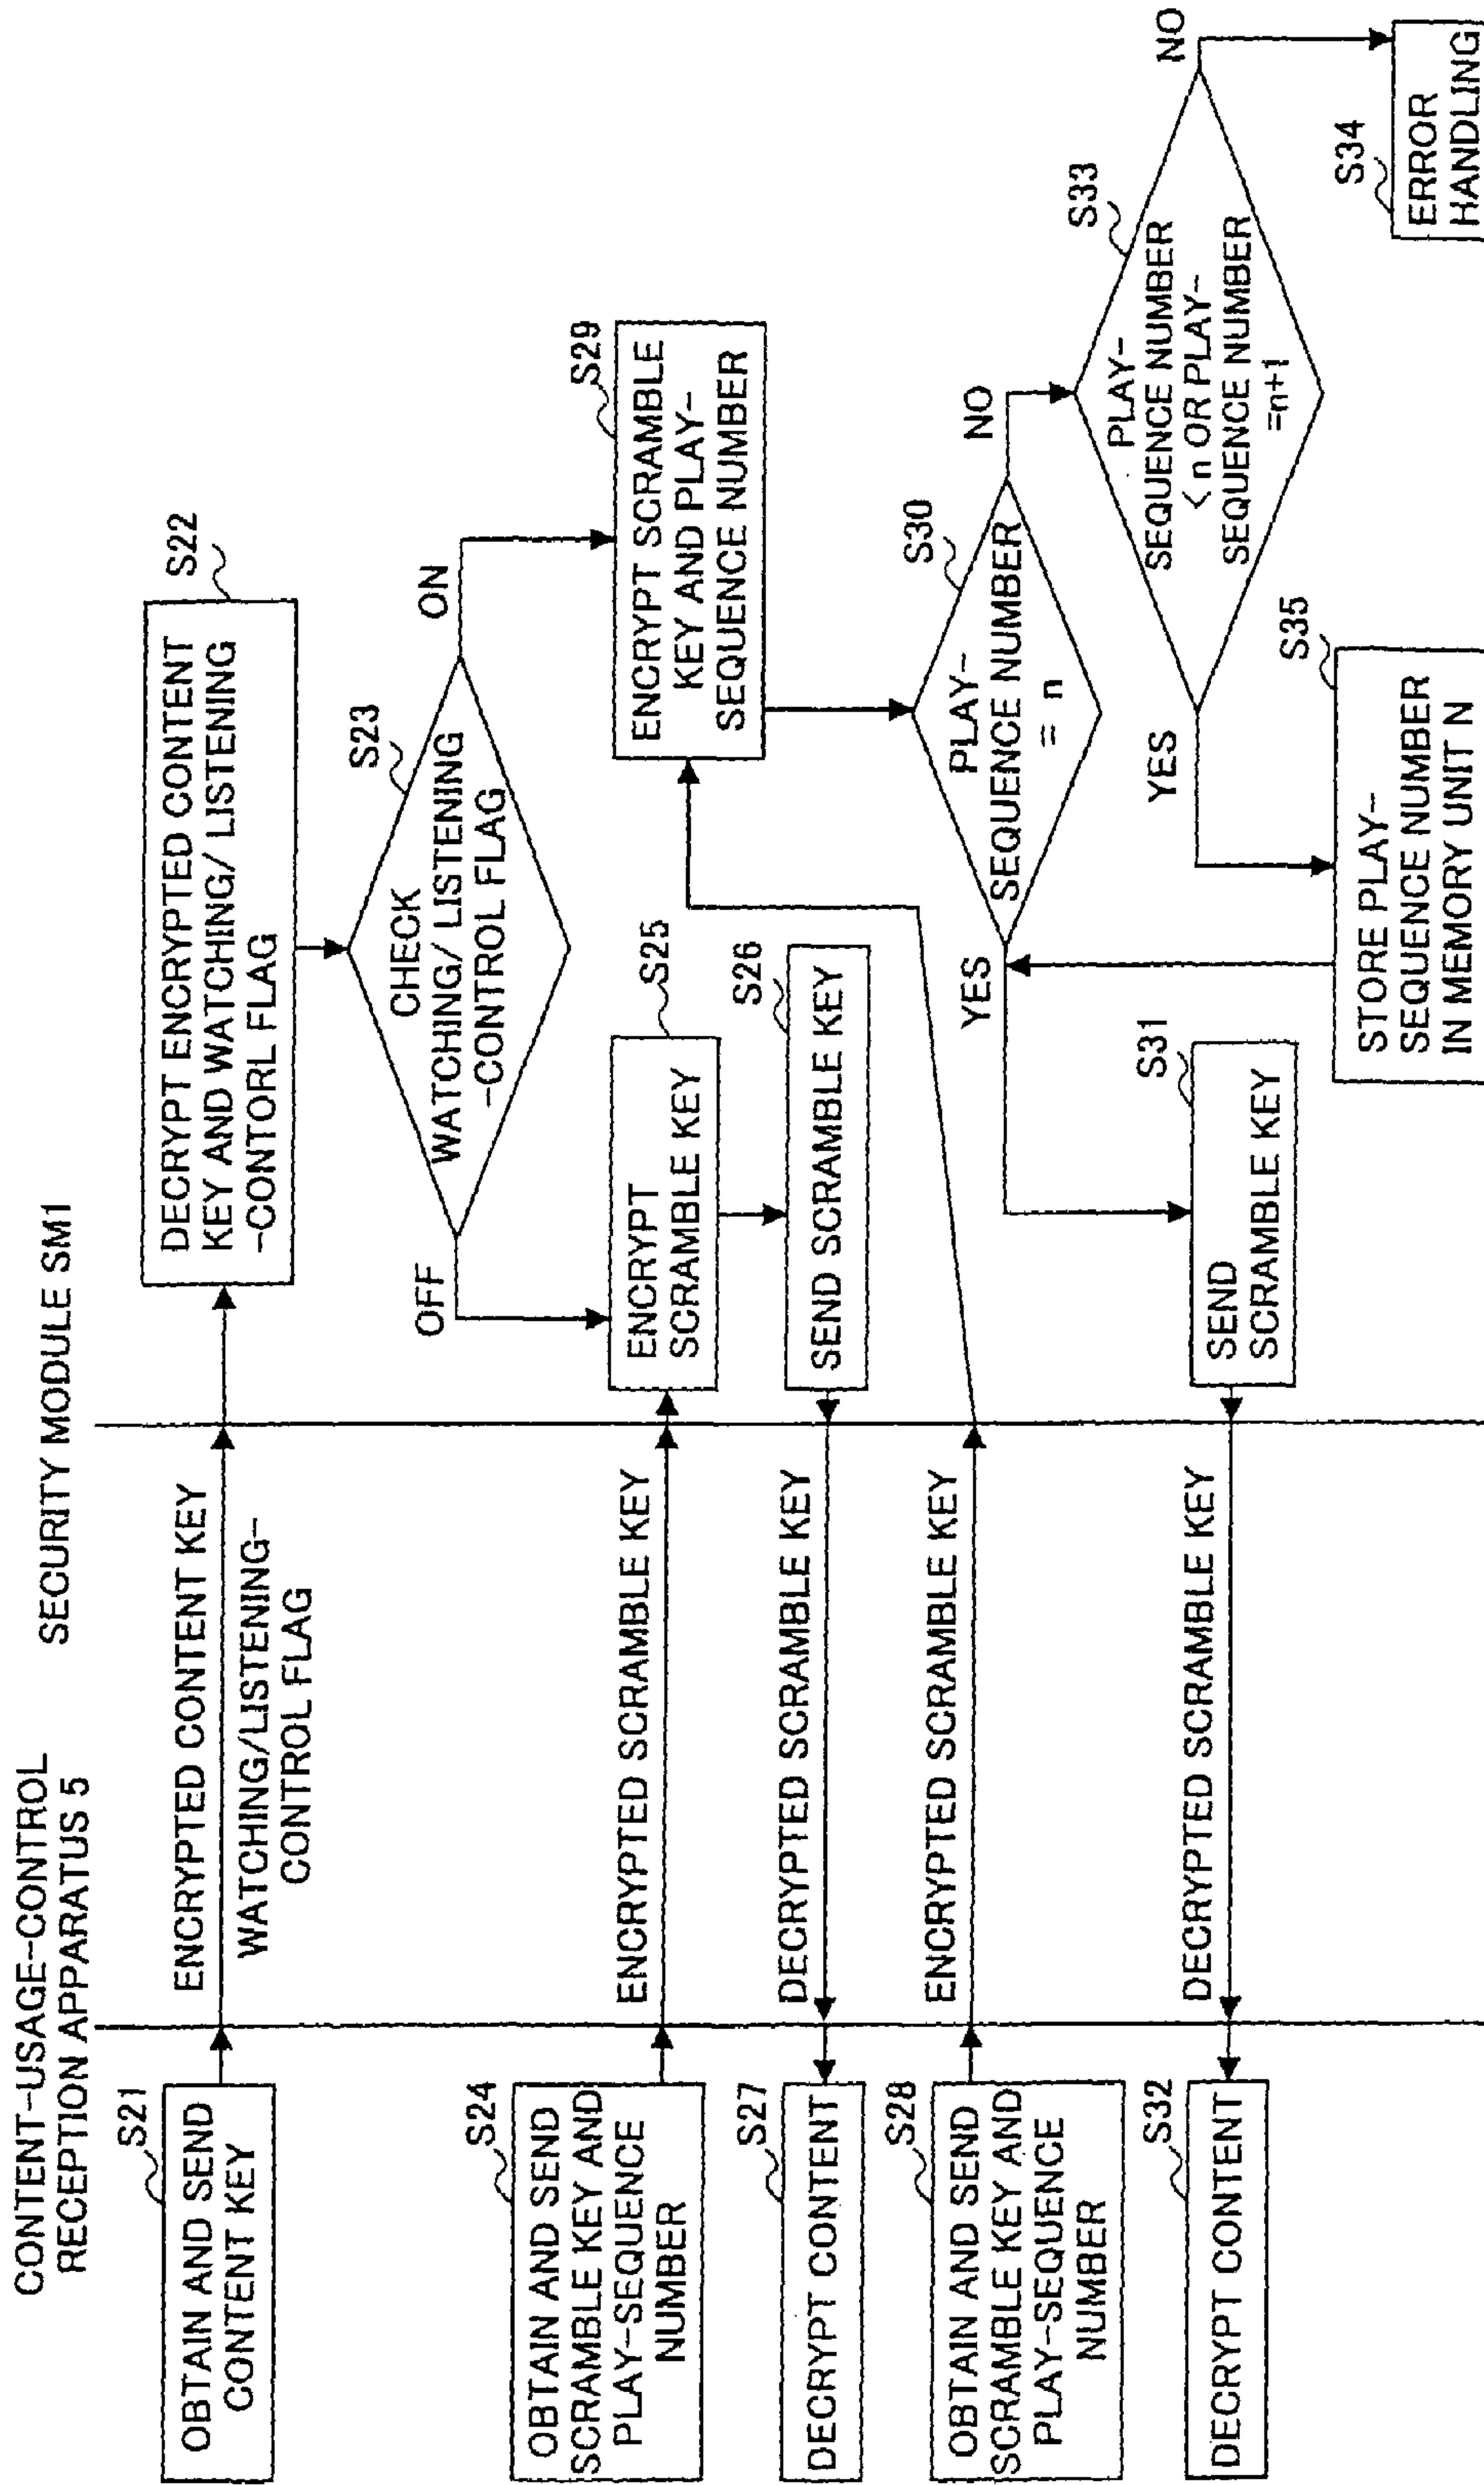 CONTENT-USAGE-CONTROL
RECEPTION APPARATUS 5
SECURITY MODULE SM1
S21
OBTAIN AND SEND
CONTENT KEY
ENCRYPTED CONTENT KEY
WATCHING/LISTENING-
CONTROL FLAG
S22
DECRYPT ENCRYPTED CONTENT
KEY AND WATCHING/ LISTENING
-CONTORL FLAG
S23
CHECK
WATCHING/ LISTENING
-CONTROL FLAG
OFF
ON
S24
OBTAIN AND SEND
SCRAMBLE KEY AND
PLAY-SEQUENCE
NUMBER
ENCRYPTED SCRAMBLE KEY
S25
ENCRYPT
SCRAMBLE KEY
S29
ENCRYPT SCRAMBLE
KEY AND PLAY-
SEQUENCE NUMBER
S27
DECRYPT CONTENT
DECRYPTED SCRAMBLE KEY
S26
SEND SCRAMBLE KEY
S28
OBTAIN AND SEND
SCRAMBLE KEY AND
PLAY-SEQUENCE
NUMBER
ENCRYPTED SCRAMBLE KEY
S30
PLAY-
SEQUENCE NUMBER
= n
YES
NO
S32
DECRYPT CONTENT
DECRYPTED SCRAMBLE KEY
S31
SEND
SCRAMBLE KEY
S33
PLAY-
SEQUENCE NUMBER
< n OR PLAY-
SEQUENCE NUMBER
=n+1
YES
NO
S35
STORE PLAY-
SEQUENCE NUMBER
IN MEMORY UNIT N
S34
ERROR
HANDLING